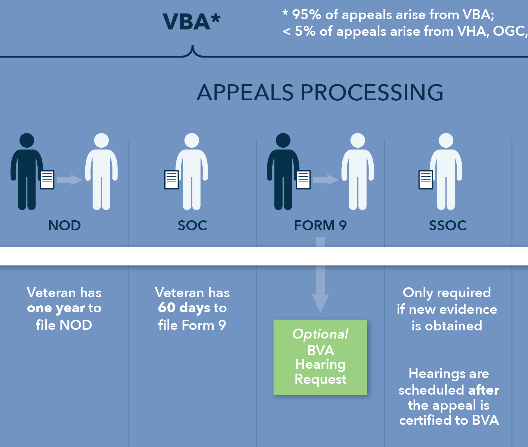 VBA*
* 95% of appeals arise from VBA;
< 5% of appeals arise from VHA, OGC,
APPEALS PROCESSING
NOD
SOC
FORM 9
SSOC
Veteran has
one year to
file NOD
Veteran has
60 days to
file Form 9
Optional
BVA
Hearing
Request
Only required
if new evidence
is obtained
Hearings are
scheduled after
the appeal is
certified to BVA